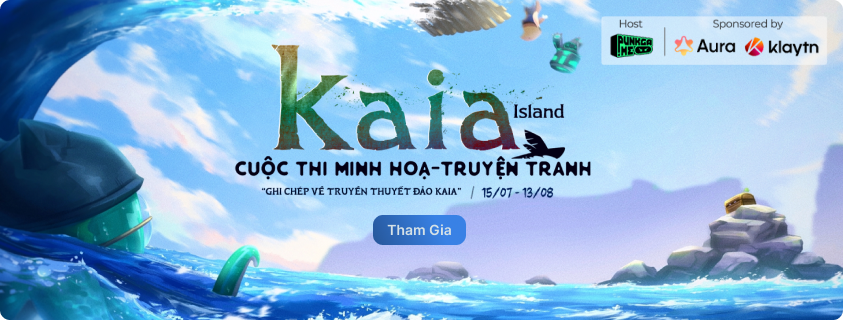 Host
Sponsored by
PUNKGA.ME
Aura
klaytn
kaia
Island
CUỘC THI MINH HOẠ-TRUYỆN TRANH
"GHI CHÉP VỀ TRUYỀN THUYẾT ĐẢO KAIA" | 15/07 - 13/08
Tham Gia